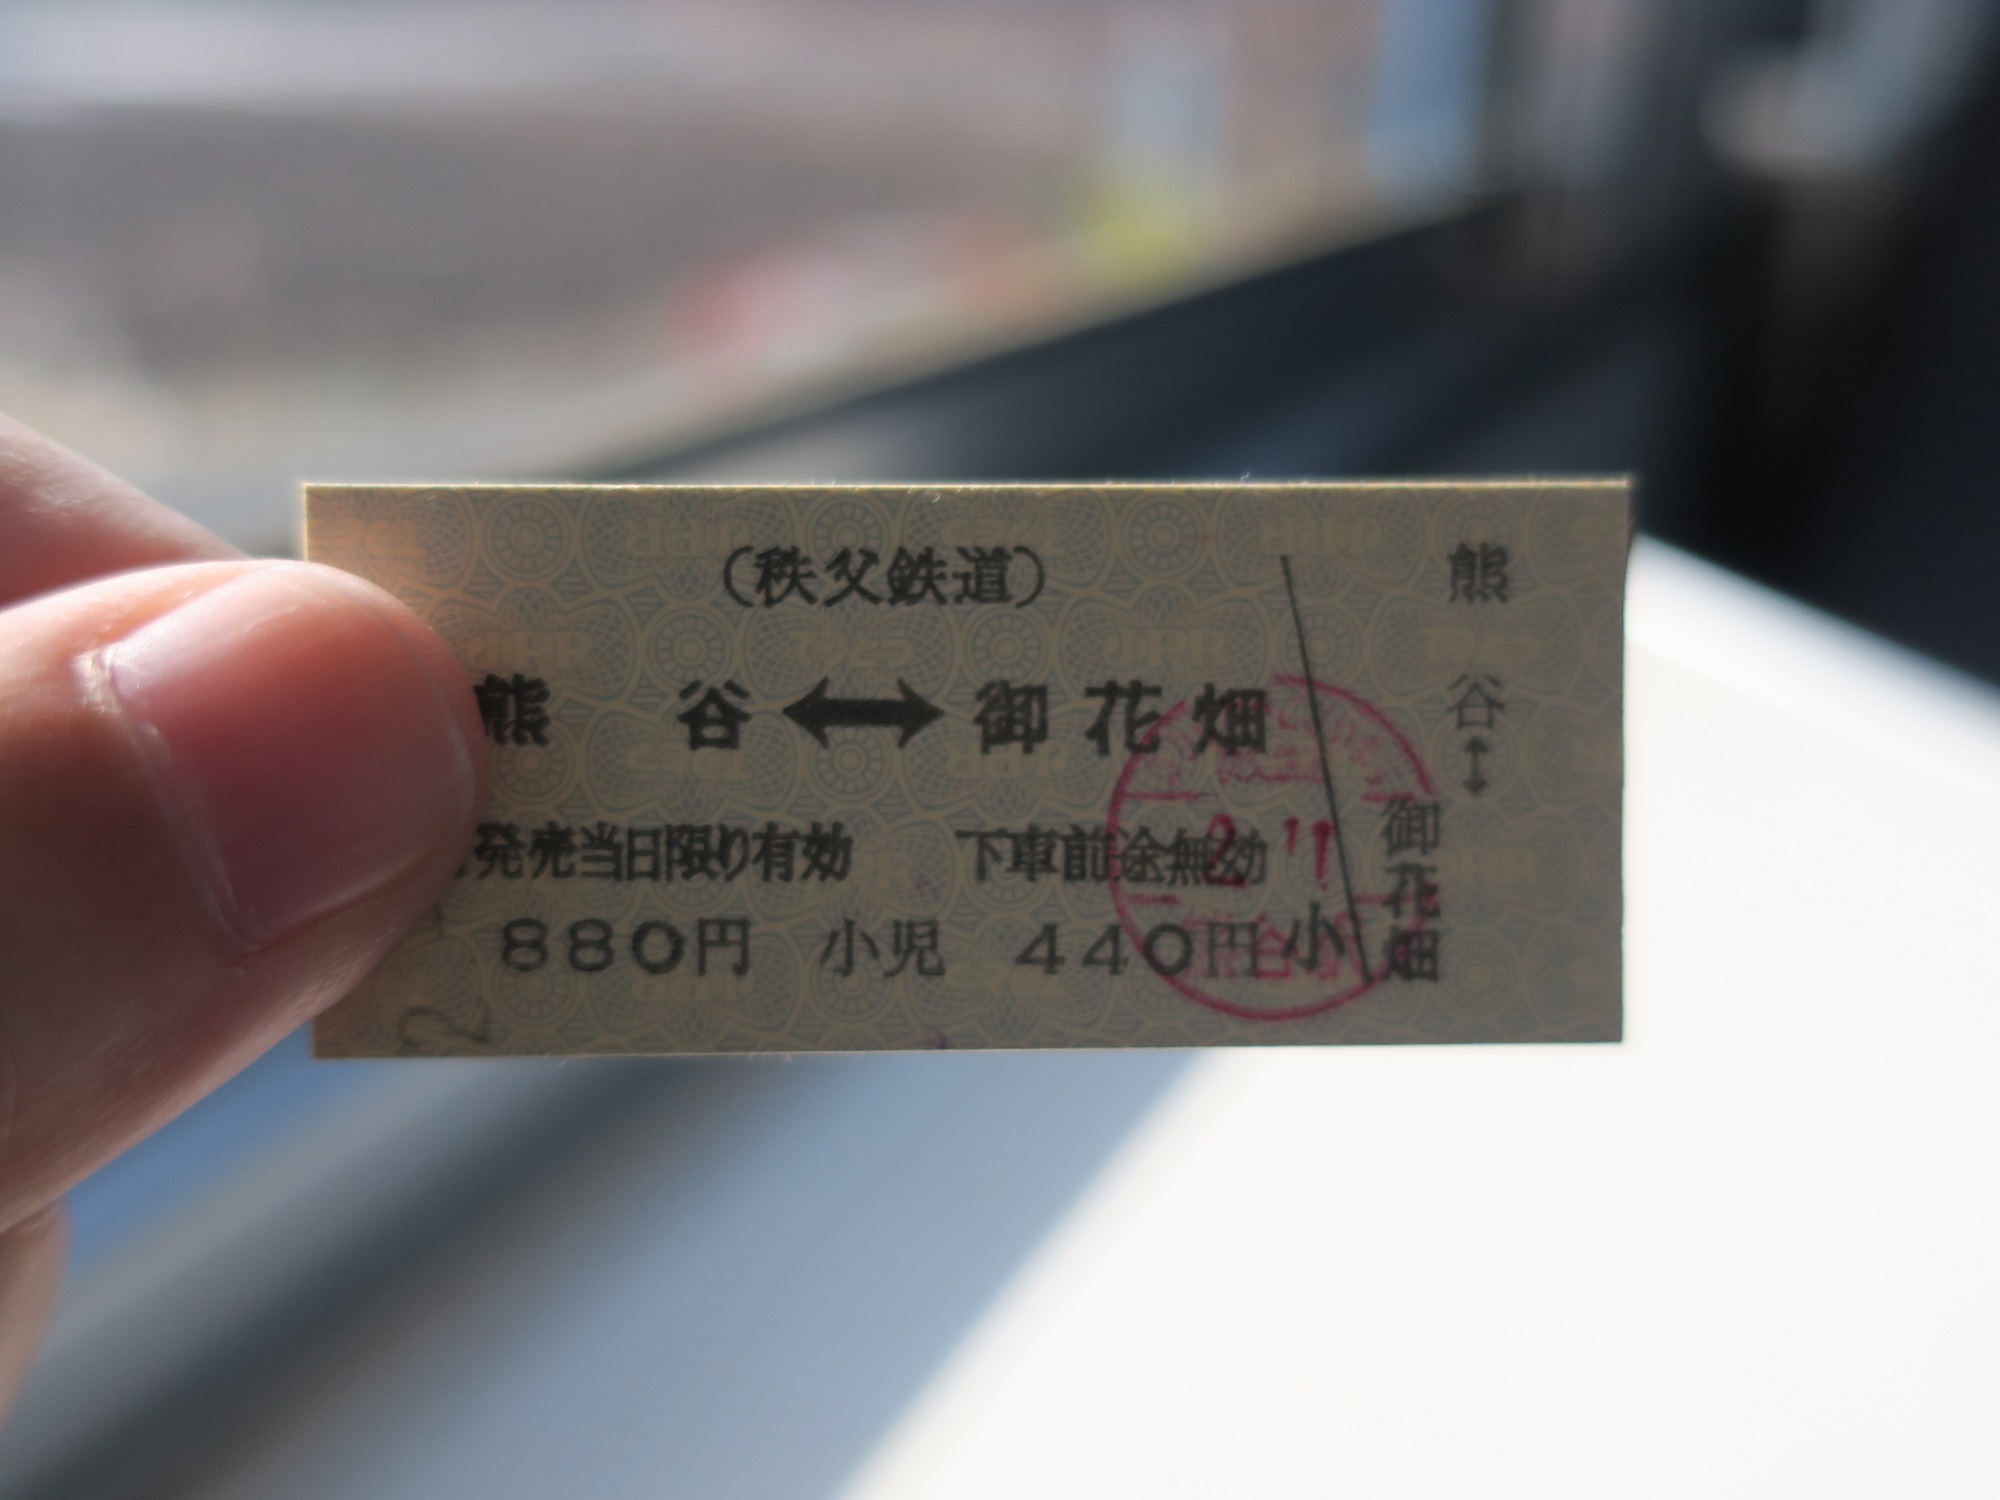 (秩父鉄道)
熊 谷 ↔ 御花畑
発売当日限り有効 下車前途無効
880円 小児 440円
小
熊谷↔御花畑
2 11